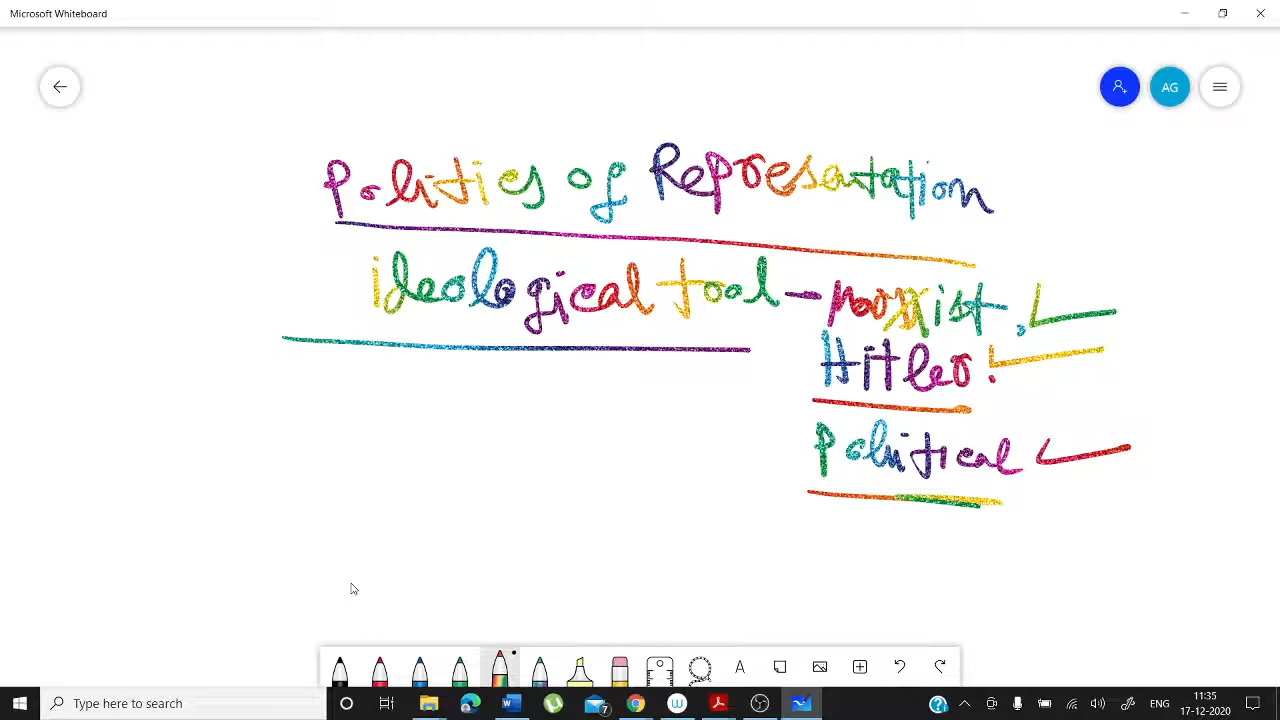 Microsoft Whiteboard
AG
Politics of Representation
ideological tool - marxist.
Hitler
Political
A
Type here to search
7
ENG
11:35
17-12-2020